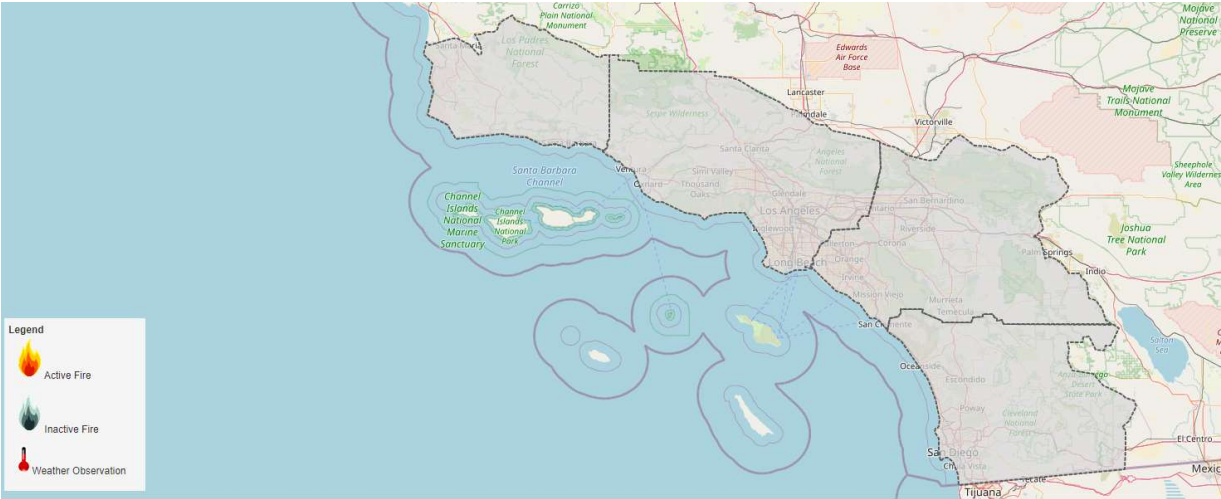 Carrizo
Plain National
Monument
Mojave
National
Preserve
Santa Maria
Los Padres
National
Forest
Edwards
Air Force
Base
Lancaster
Palmdale
Mojave
Trails National
Monument
Victorville
Sespe Wilderness
Santa Clarita
Angeles
National
Forest
Sheephole
Valley Wilderness
Area
Santa Barbara
Channel
Ventura
Oxnard
Simi Valley
Thousand
Oaks
Glendale
Los Angeles
Inglewood
Ontario
San Bernardino
Riverside
Channel
Islands
National
Marine
Sanctuary
Channel
Islands
National
Park
Fullerton
Corona
Orange
Long Beach
Irvine
Palm Springs
Joshua
Tree National
Park
Indio
Mission Viejo
Murrieta
Temecula
San Clemente
Salton
Sea
Oceanside
Escondido
Desert
State Park
Poway
Cleveland
National
Forest
San Diego
Chula Vista
El Centro
Mexic
Tecate
Tijuana
Legend
Active Fire
Inactive Fire
Weather Observation